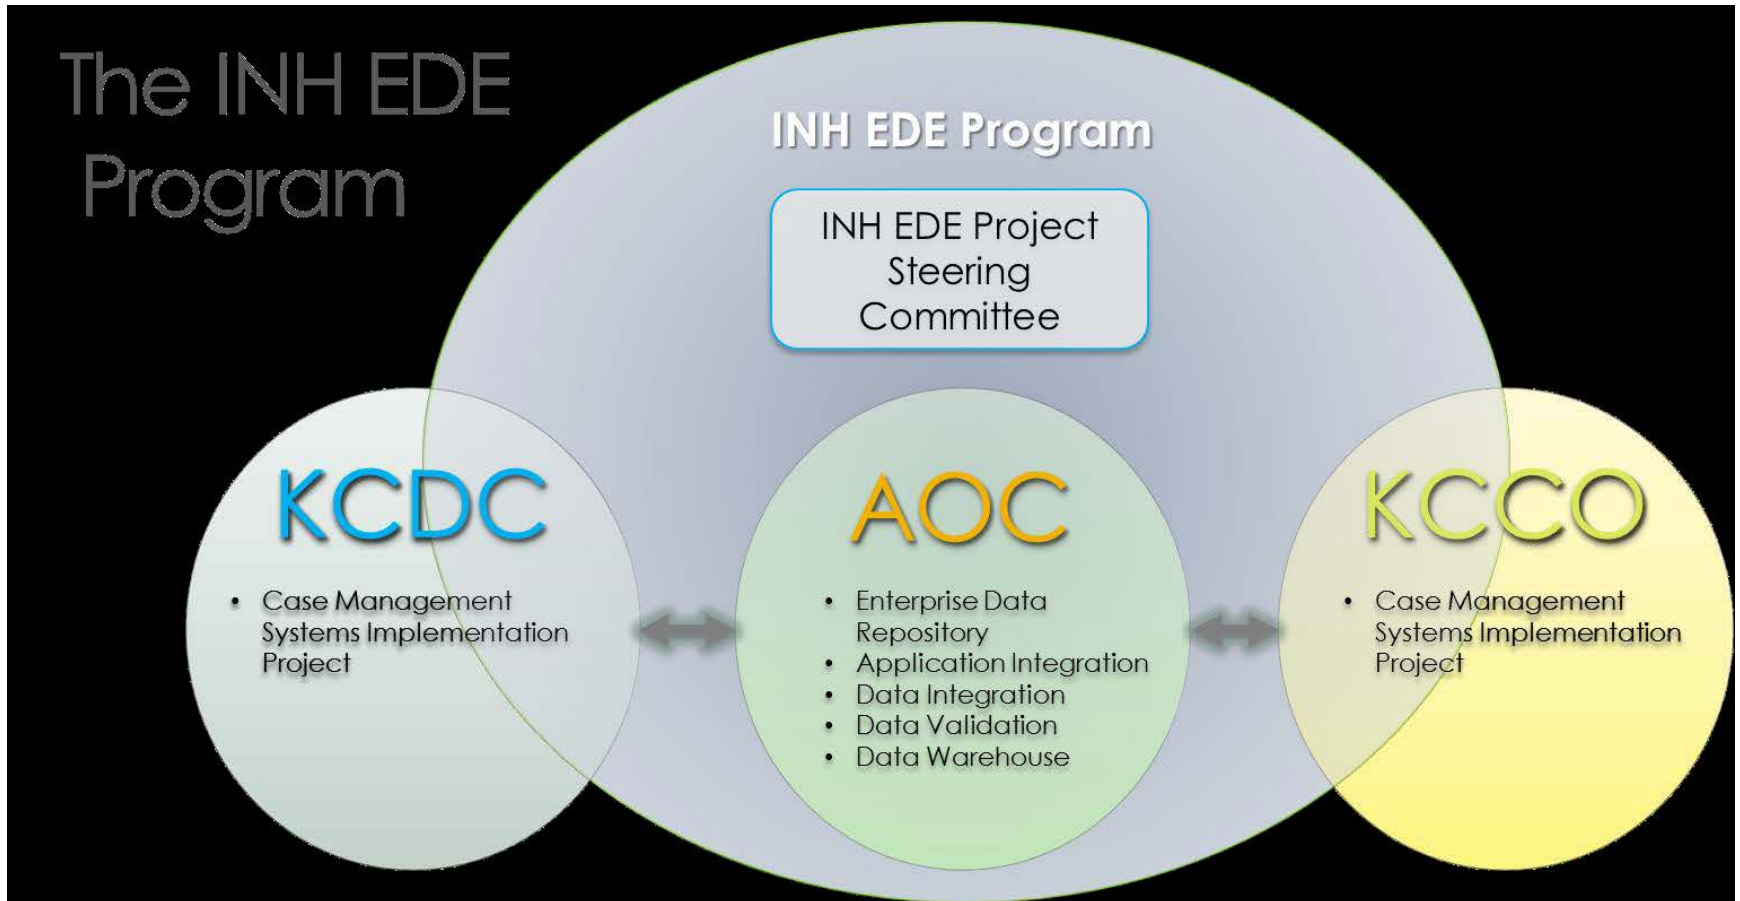 The INH EDE
Program
INH EDE Program
INH EDE Project
Steering
Committee
KCDC
• Case Management
Systems Implementation
Project
AOC
• Enterprise Data
Repository
• Application Integration
• Data Integration
• Data Validation
• Data Warehouse
KCCO
• Case Management
Systems Implementation
Project